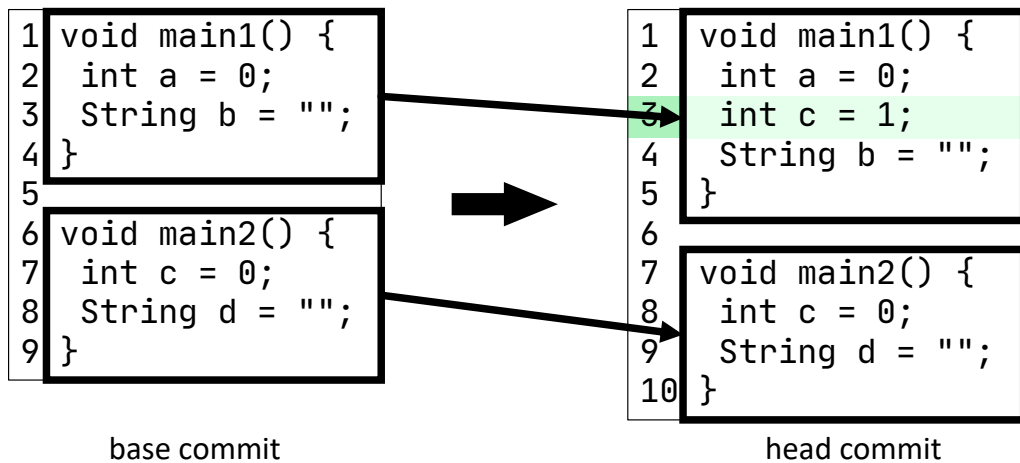 1 void main1() {
2 int a = 0;
3 String b = "";
4 }
5
6 void main2() {
7 int c = 0;
8 String d = "";
9 }
base commit
1 void main1() {
2 int a = 0;
3 int c = 1;
4 String b = "";
5 }
6
7 void main2() {
8 int c = 0;
9 String d = "";
10 }
head commit